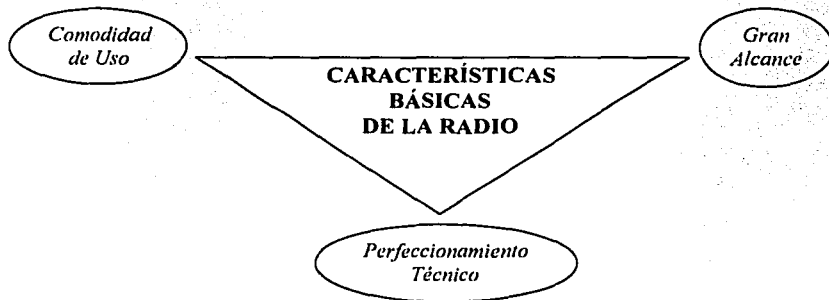 Comodidad
de Uso
Gran
Alcance
CARACTERÍSTICAS
BÁSICAS
DE LA RADIO
Perfeccionamiento
Técnico